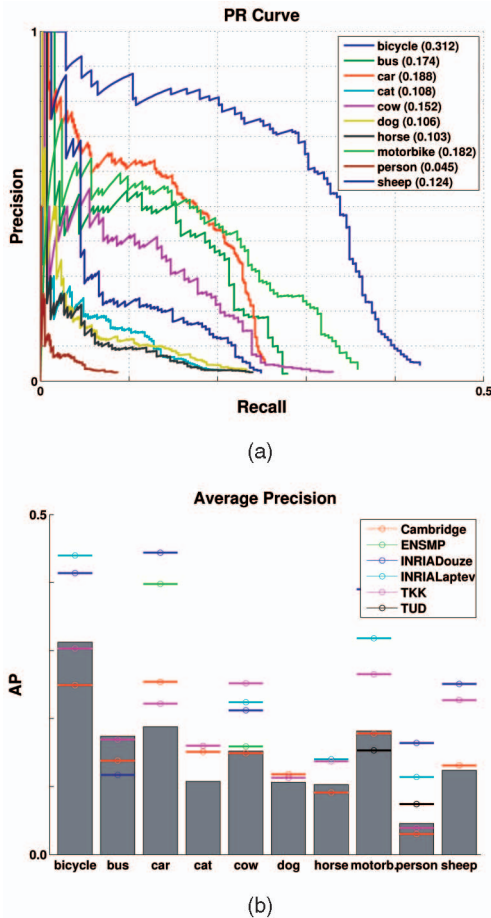 PR Curve
1
bicycle (0.312)
bus (0.174)
car (0.188)
cat (0.108)
cow (0.152)
dog (0.106)
horse (0.103)
motorbike (0.182)
person (0.045)
sheep (0.124)
Precision
0
0.5
Recall
(a)
Average Precision
0.5
Cambridge
ENSMP
INRIADouze
INRIALaptev
TKK
TUD
AP
0.0
bicycle bus car cat cow dog horse motorb. person sheep
(b)